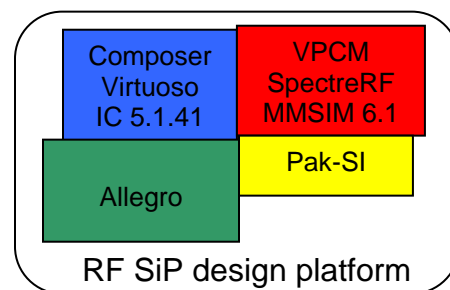 Composer
Virtuoso
IC 5.1.41
VPCM
SpectreRF
MMSIM 6.1
Allegro
Pak-SI
RF SiP design platform